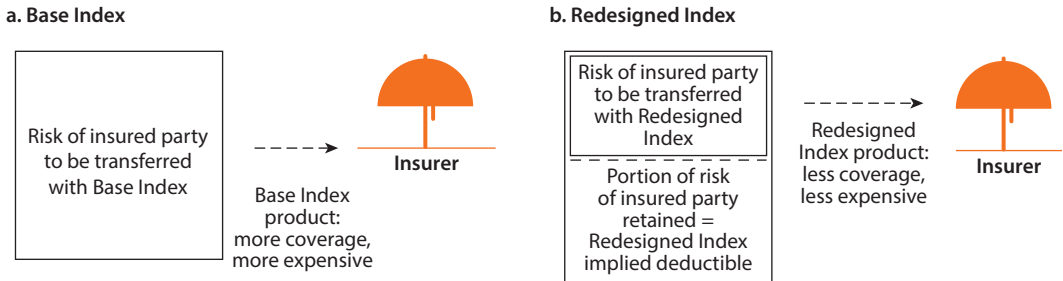 a. Base Index
Risk of insured party
to be transferred
with Base Index
Base Index
product:
more coverage,
more expensive
Insurer
b. Redesigned Index
Risk of insured party
to be transferred
with Redesigned
Index
Portion of risk
of insured party
retained =
Redesigned Index
implied deductible
Redesigned
Index product:
less coverage,
less expensive
Insurer